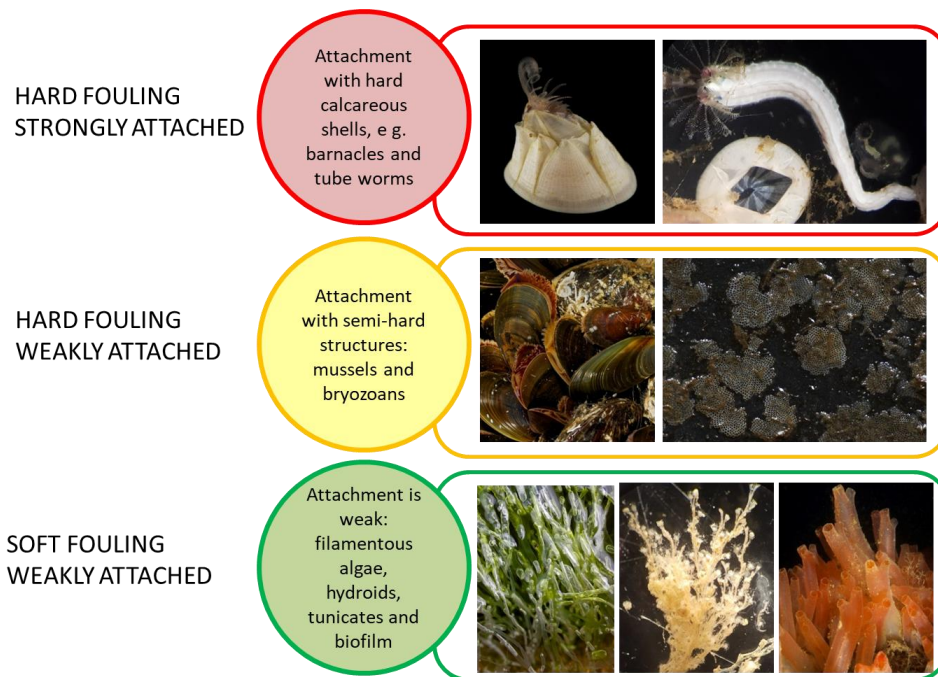 HARD FOULING
STRONGLY ATTACHED
Attachment
with hard
calcareous
shells, e g.
barnacles and
tube worms
HARD FOULING
WEAKLY ATTACHED
Attachment
with semi-hard
structures:
mussels and
bryozoans
SOFT FOULING
WEAKLY ATTACHED
Attachment is
weak:
filamentous
algae,
hydroids,
tunicates and
biofilm